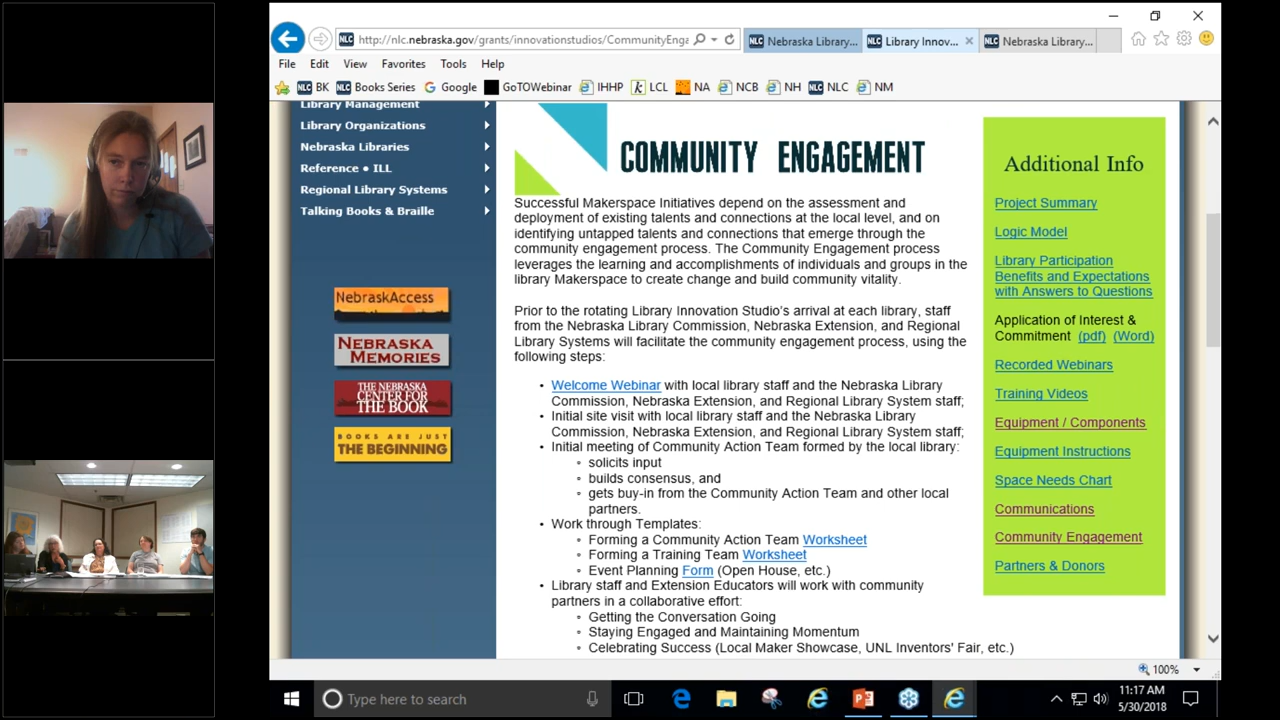 http://nlc.nebraska.gov/grants/innovationstudios/CommunityEnga
Nebraska Library...
Library Innov...
Nebraska Library...
File Edit View Favorites Tools Help
BK Books Series Google GoTOWebinar IHHP LCL NA NCB NH NLC NM
Library Management
Library Organizations
Nebraska Libraries
Reference • ILL
Regional Library Systems
Talking Books & Braille
NebraskAccess
NEBRASKA
MEMORIES
THE NEBRASKA
CENTER FOR
THE BOOK
BOOKS ARE JUST
THE BEGINNING
COMMUNITY ENGAGEMENT
Successful Makerspace Initiatives depend on the assessment and
deployment of existing talents and connections at the local level, and on
identifying untapped talents and connections that emerge through the
community engagement process. The Community Engagement process
leverages the learning and accomplishments of individuals and groups in the
library Makerspace to create change and build community vitality.
Prior to the rotating Library Innovation Studio's arrival at each library, staff
from the Nebraska Library Commission, Nebraska Extension, and Regional
Library Systems will facilitate the community engagement process, using the
following steps:
• Welcome Webinar with local library staff and the Nebraska Library
Commission, Nebraska Extension, and Regional Library System staff;
• Initial site visit with local library staff and the Nebraska Library
Commission, Nebraska Extension, and Regional Library System staff;
• Initial meeting of Community Action Team formed by the local library:
◦ solicits input
◦ builds consensus, and
◦ gets buy-in from the Community Action Team and other local
partners.
• Work through Templates:
◦ Forming a Community Action Team Worksheet
◦ Forming a Training Team Worksheet
◦ Event Planning Form (Open House, etc.)
• Library staff and Extension Educators will work with community
partners in a collaborative effort:
◦ Getting the Conversation Going
◦ Staying Engaged and Maintaining Momentum
◦ Celebrating Success (Local Maker Showcase, UNL Inventors' Fair, etc.)
Additional Info
Project Summary
Logic Model
Library Participation
Benefits and Expectations
with Answers to Questions
Application of Interest &
Commitment (pdf) (Word)
Recorded Webinars
Training Videos
Equipment / Components
Equipment Instructions
Space Needs Chart
Communications
Community Engagement
Partners & Donors
100%
Type here to search
11:17 AM
5/30/2018